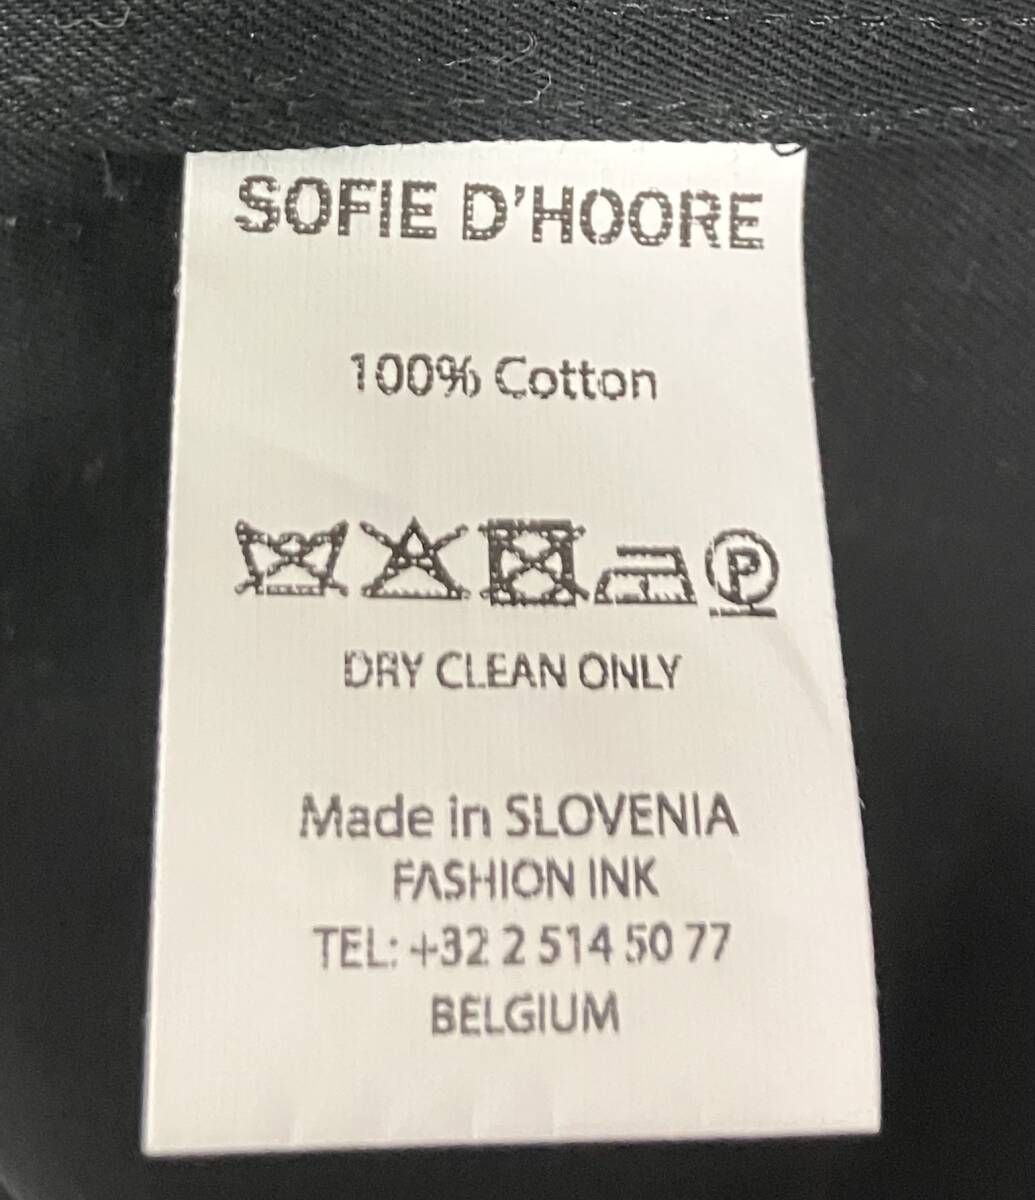 SOFIE D'HOORE
100% Cotton
P
DRY CLEAN ONLY
Made in SLOVENIA
FASHION INK
TEL: +32 2 514 50 77
BELGIUM